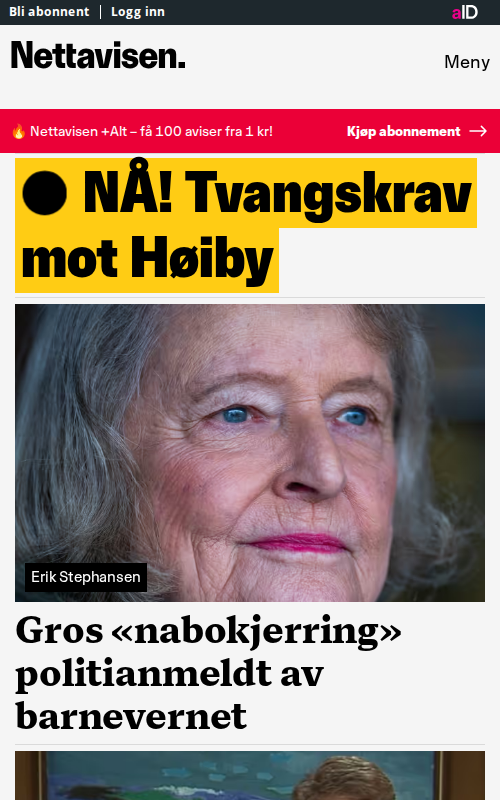 Bli abonnent | Logg inn
aID
Nettavisen.
Meny
🔥 Nettavisen +Alt – få 100 aviser fra 1 kr!
Kjøp abonnement →
● NÅ! Tvangskrav
mot Høiby
Erik Stephansen
Gros «nabokjerring»
politianmeldt av
barnevernet